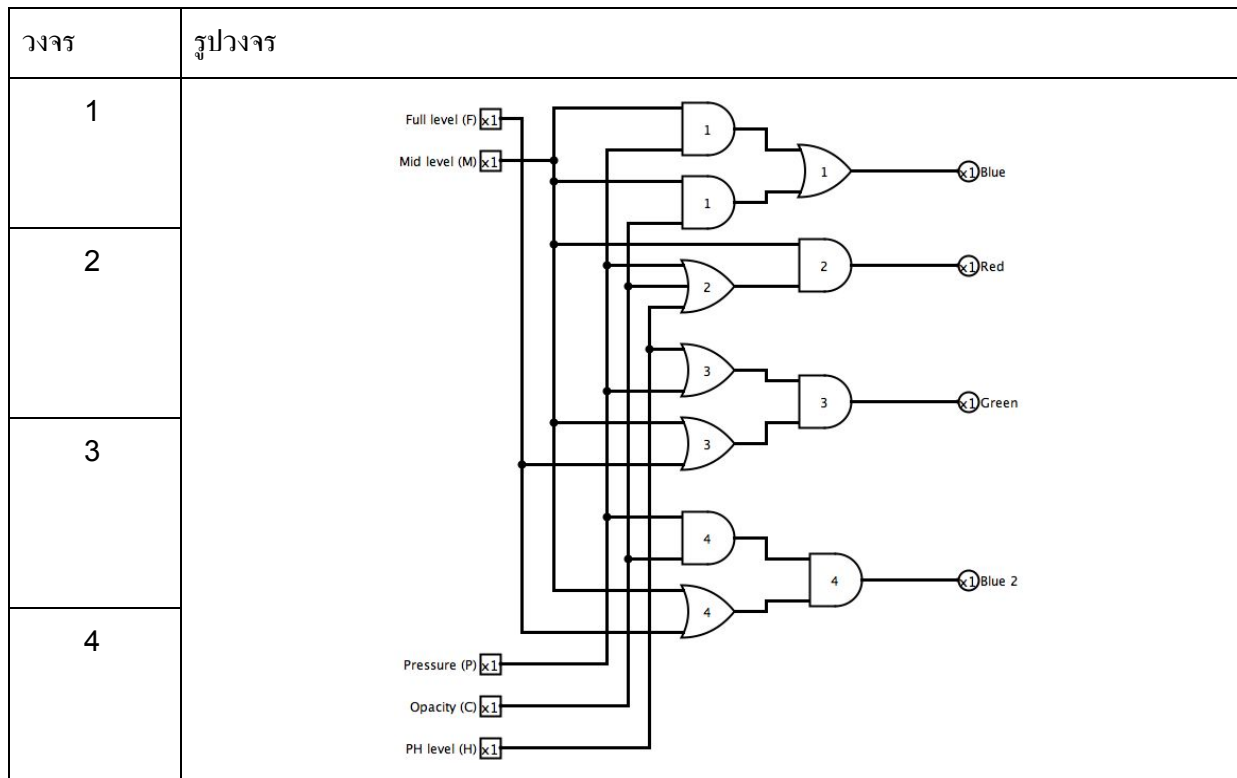 วงจร
รูปวงจร
1
Full level (F) x1
Mid level (M) x1
1
1
1
x1 Blue
2
2
2
x1 Red
3
3
3
3
x1 Green
4
4
4
x1 Blue 2
4
Pressure (P) x1
Opacity (C) x1
PH level (H) x1